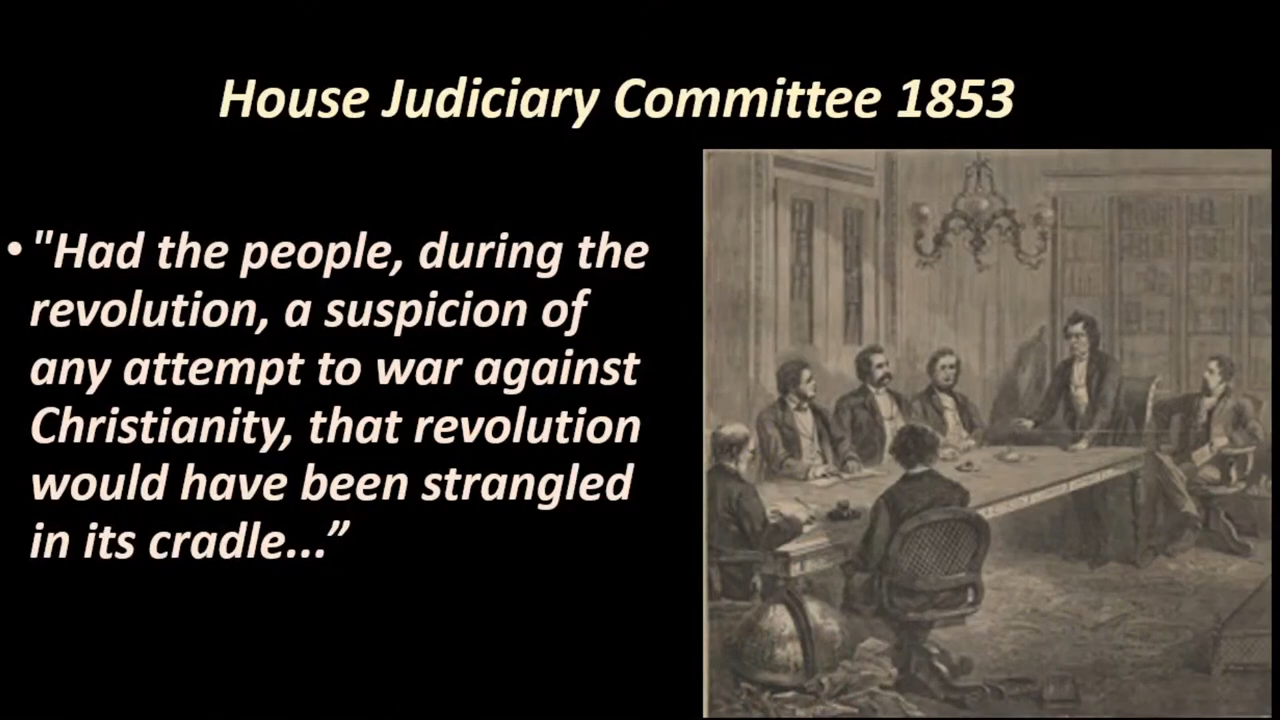 House Judiciary Committee 1853
• "Had the people, during the
revolution, a suspicion of
any attempt to war against
Christianity, that revolution
would have been strangled
in its cradle...”